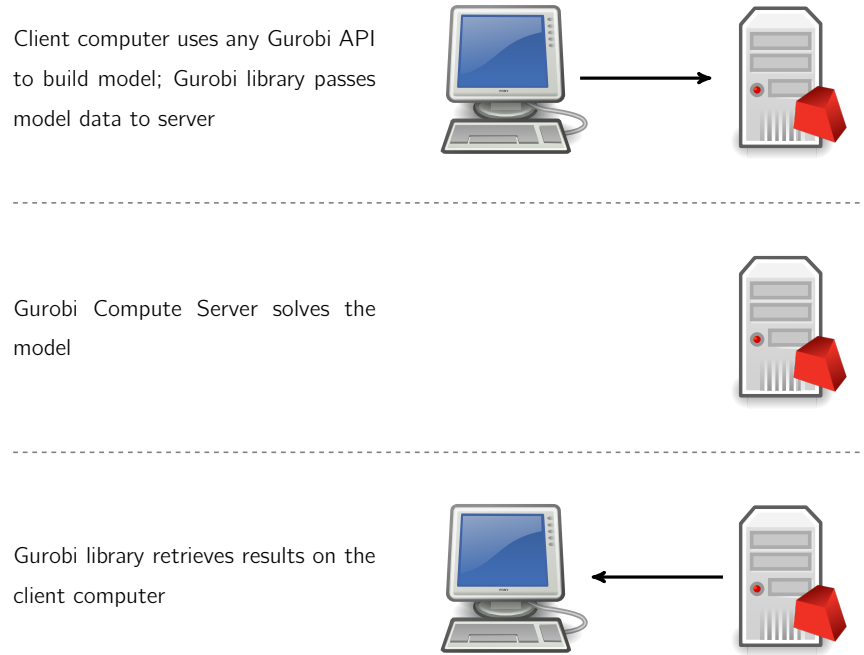 Client computer uses any Gurobi API
to build model; Gurobi library passes
model data to server
Gurobi Compute Server solves the
model
Gurobi library retrieves results on the
client computer